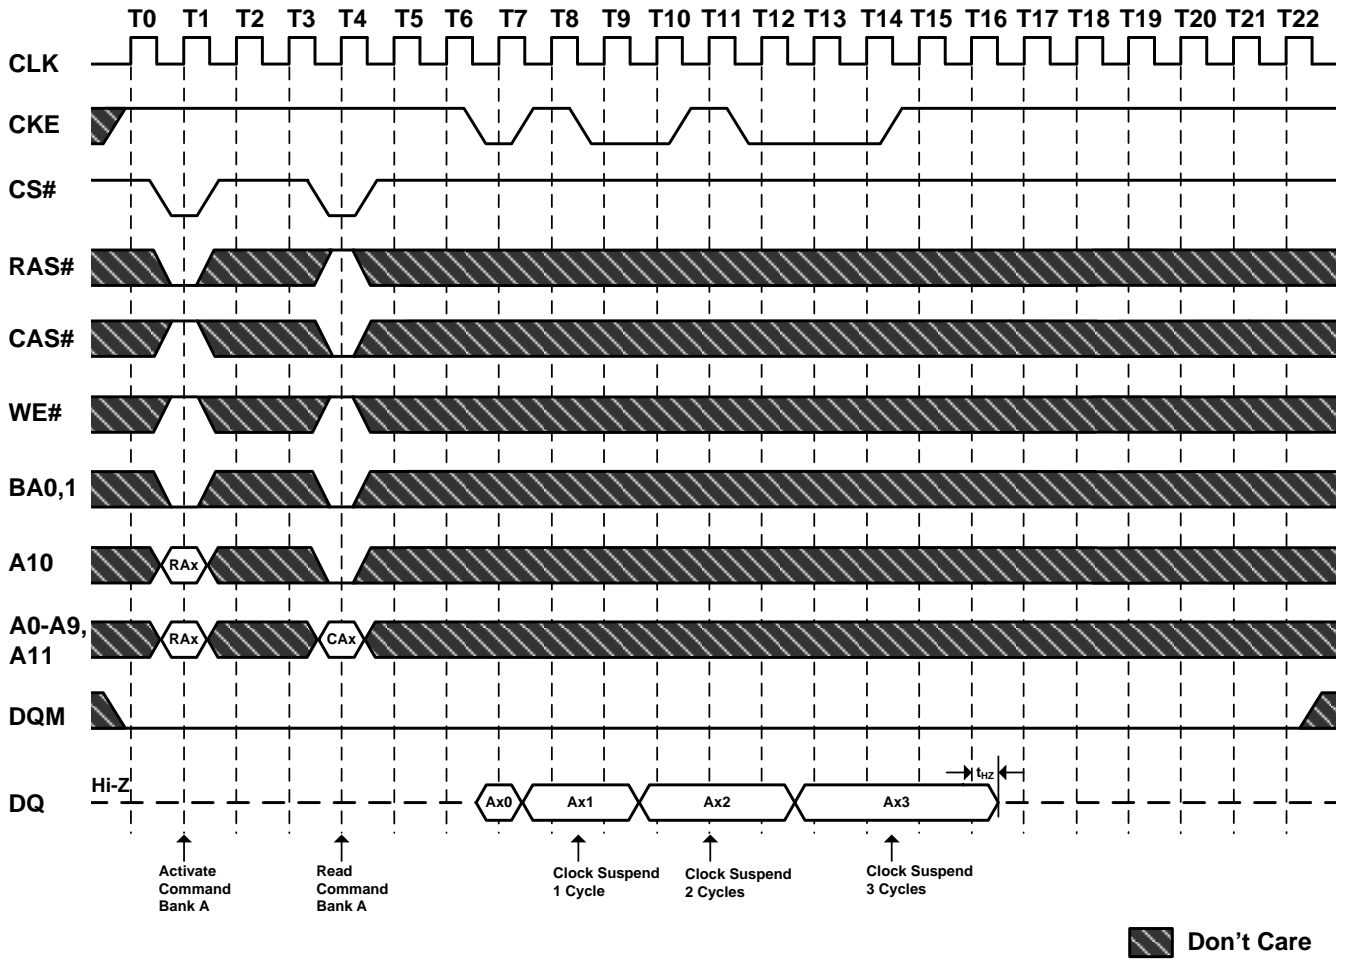 T0 T1 T2 T3 T4 T5 T6 T7 T8 T9 T10 T11 T12 T13 T14 T15 T16 T17 T18 T19 T20 T21 T22
CLK
CKE
CS#
RAS#
CAS#
WE#
BA0,1
A10
RAx
A0-A9,
A11
RAx
CAx
DQM
tHZ
Hi-Z
DQ
Ax0
Ax1
Ax2
Ax3
Activate
Command
Bank A
Read
Command
Bank A
Clock Suspend
1 Cycle
Clock Suspend
2 Cycles
Clock Suspend
3 Cycles
Don't Care